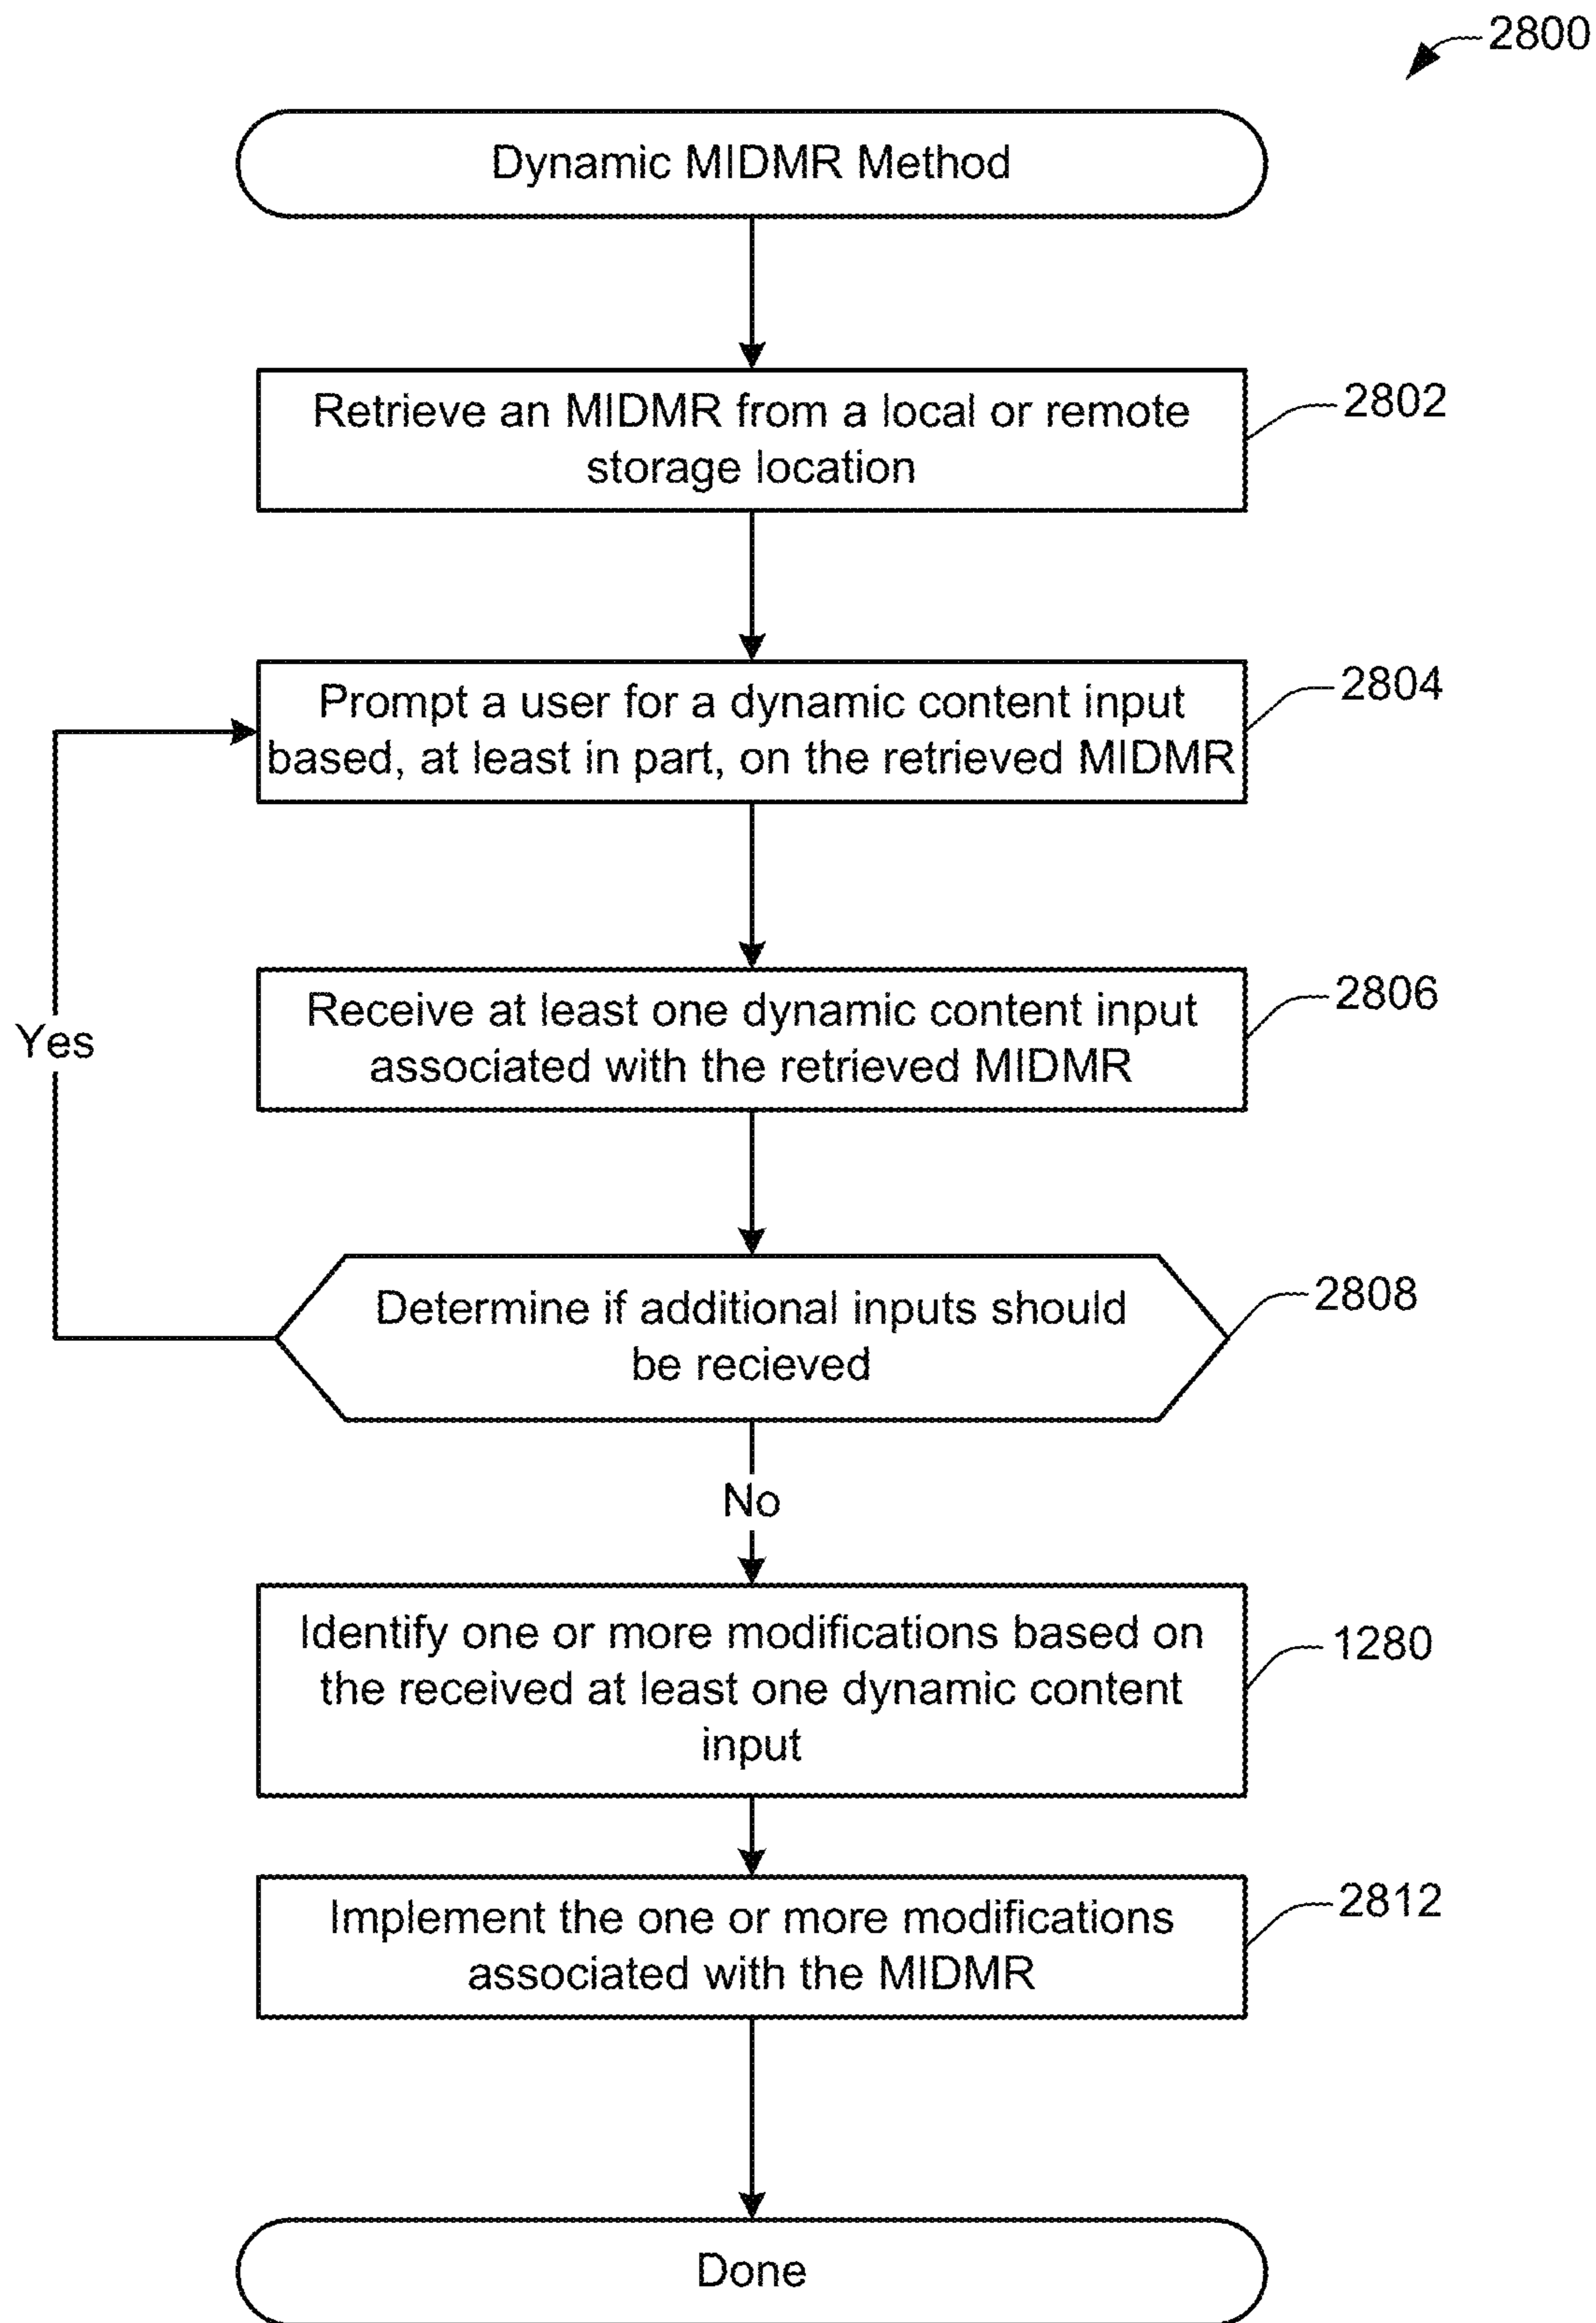 2800
Dynamic MIDMR Method
Retrieve an MIDMR from a local or remote
storage location
2802
Prompt a user for a dynamic content input
based, at least in part, on the retrieved MIDMR
2804
Receive at least one dynamic content input
associated with the retrieved MIDMR
2806
Yes
Determine if additional inputs should
be recieved
2808
No
Identify one or more modifications based on
the received at least one dynamic content
input
1280
Implement the one or more modifications
associated with the MIDMR
2812
Done